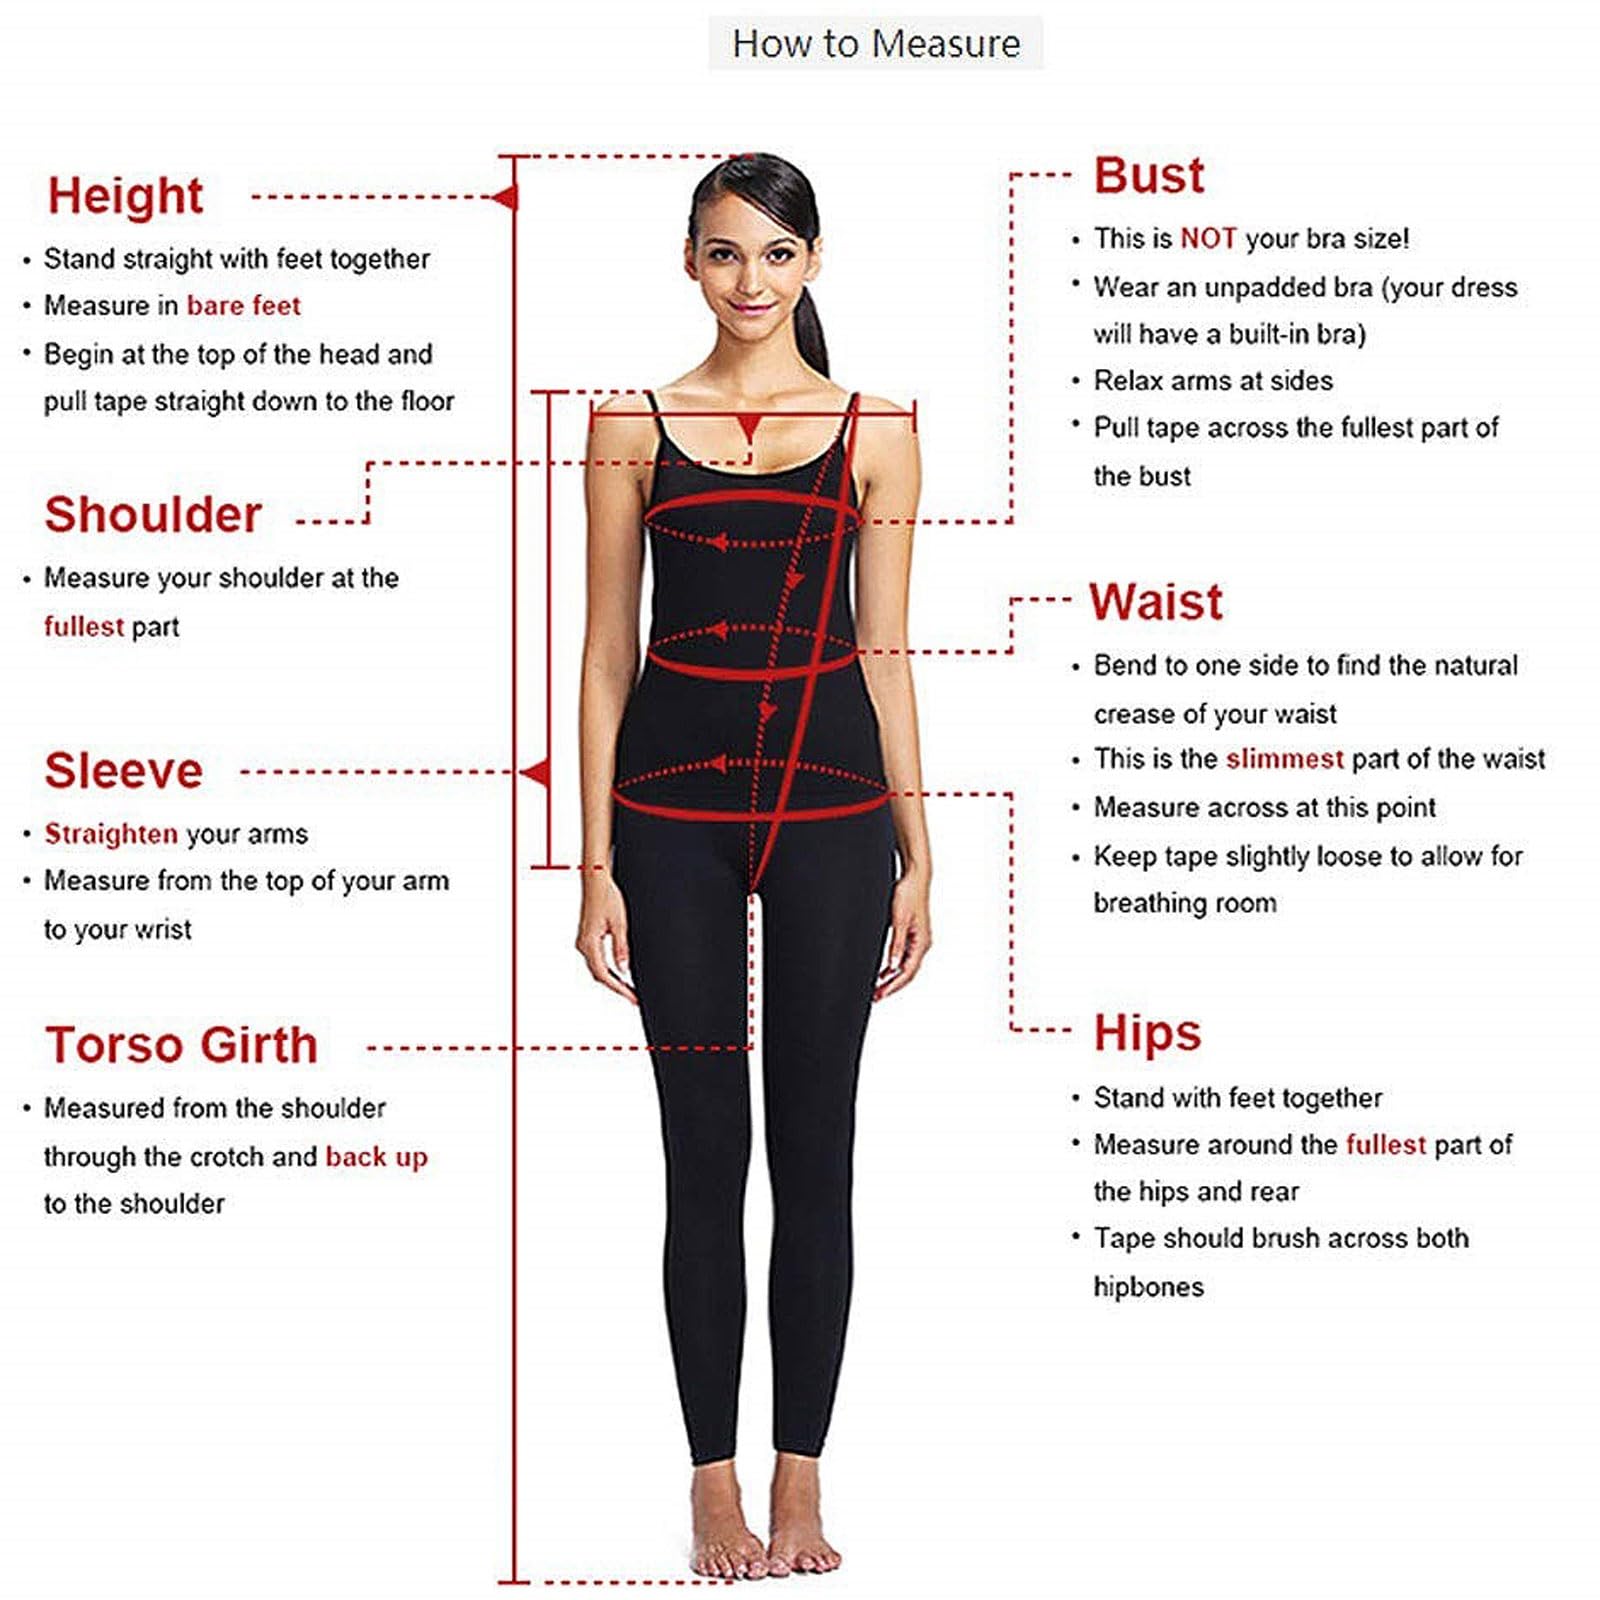 How to Measure
Height
• Stand straight with feet together
• Measure in bare feet
• Begin at the top of the head and
pull tape straight down to the floor
Shoulder
• Measure your shoulder at the
fullest part
Sleeve
• Straighten your arms
• Measure from the top of your arm
to your wrist
Torso Girth
• Measured from the shoulder
through the crotch and back up
to the shoulder
Bust
• This is NOT your bra size!
• Wear an unpadded bra (your dress
will have a built-in bra)
• Relax arms at sides
• Pull tape across the fullest part of
the bust
Waist
• Bend to one side to find the natural
crease of your waist
• This is the slimmest part of the waist
• Measure across at this point
• Keep tape slightly loose to allow for
breathing room
Hips
• Stand with feet together
• Measure around the fullest part of
the hips and rear
• Tape should brush across both
hipbones